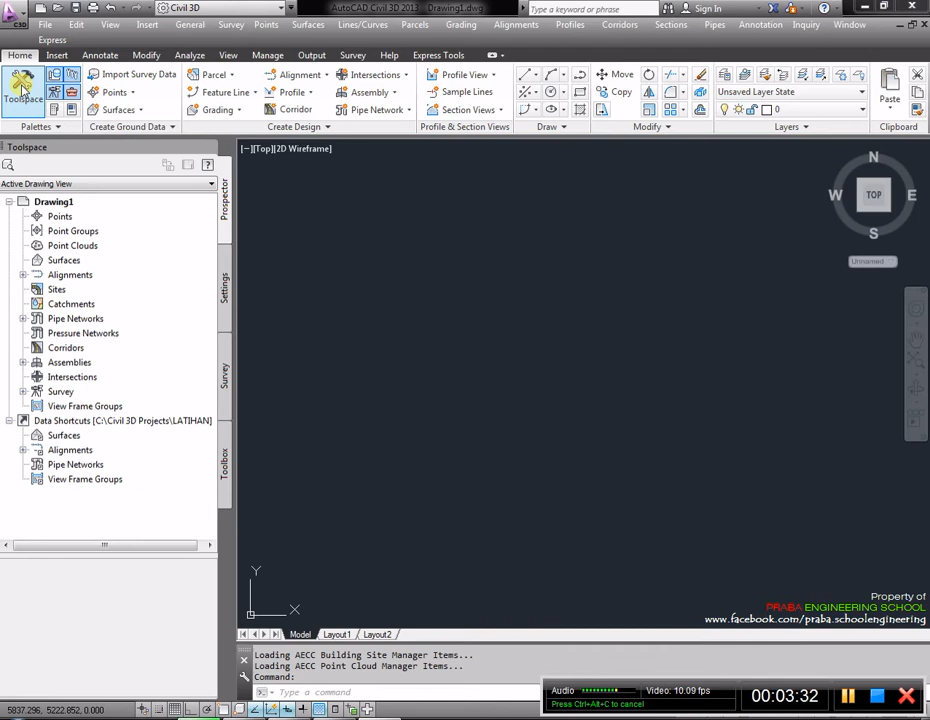 Civil 3D
AutoCAD Civil 3D 2013
Drawing1.dwg
Type a keyword or phrase
Sign In
File Edit View Insert General Survey Points Surfaces Lines/Curves Parcels Grading Alignments Profiles Corridors Sections Pipes Annotation Inquiry Window
Express
Home Insert Annotate Modify Analyze View Manage Output Survey Help Express Tools
Toolspace
Import Survey Data
Points
Surfaces
Parcel
Feature Line
Grading
Alignment
Profile
Corridor
Intersections
Assembly
Pipe Network
Profile View
Sample Lines
Section Views
Move
Copy
Unsaved Layer State
0
Paste
Palettes Create Ground Data Create Design Profile & Section Views Draw Modify Layers Clipboard
Toolspace
Active Drawing View
Drawing1
Points
Point Groups
Point Clouds
Surfaces
Alignments
Sites
Catchments
Pipe Networks
Pressure Networks
Corridors
Assemblies
Intersections
Survey
View Frame Groups
Data Shortcuts [C:\Civil 3D Projects\LATIHAN]
Surfaces
Alignments
Pipe Networks
View Frame Groups
Prospector
Settings
Survey
Toolbox
[−][Top][2D Wireframe]
N
W TOP E
S
Unnamed
Y
X
Property of
PRABA ENGINEERING SCHOOL
www.facebook.com/praba.schoolengineering
Model Layout1 Layout2
Loading AECC Building Site Manager Items...
Loading AECC Point Cloud Manager Items...
Command:
Type a command
Audio
Video: 10.09 fps
Press Ctrl+Alt+C to cancel
00:03:32
5837.296, 5222.852, 0.000